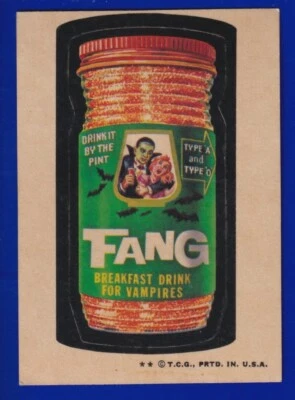 DRINK IT
BY THE
PINT
TYPE "A"
and
TYPE "O"
FANG
BREAKFAST DRINK
FOR VAMPIRES
★★ © T.C.G., PRTD. IN. U.S.A.